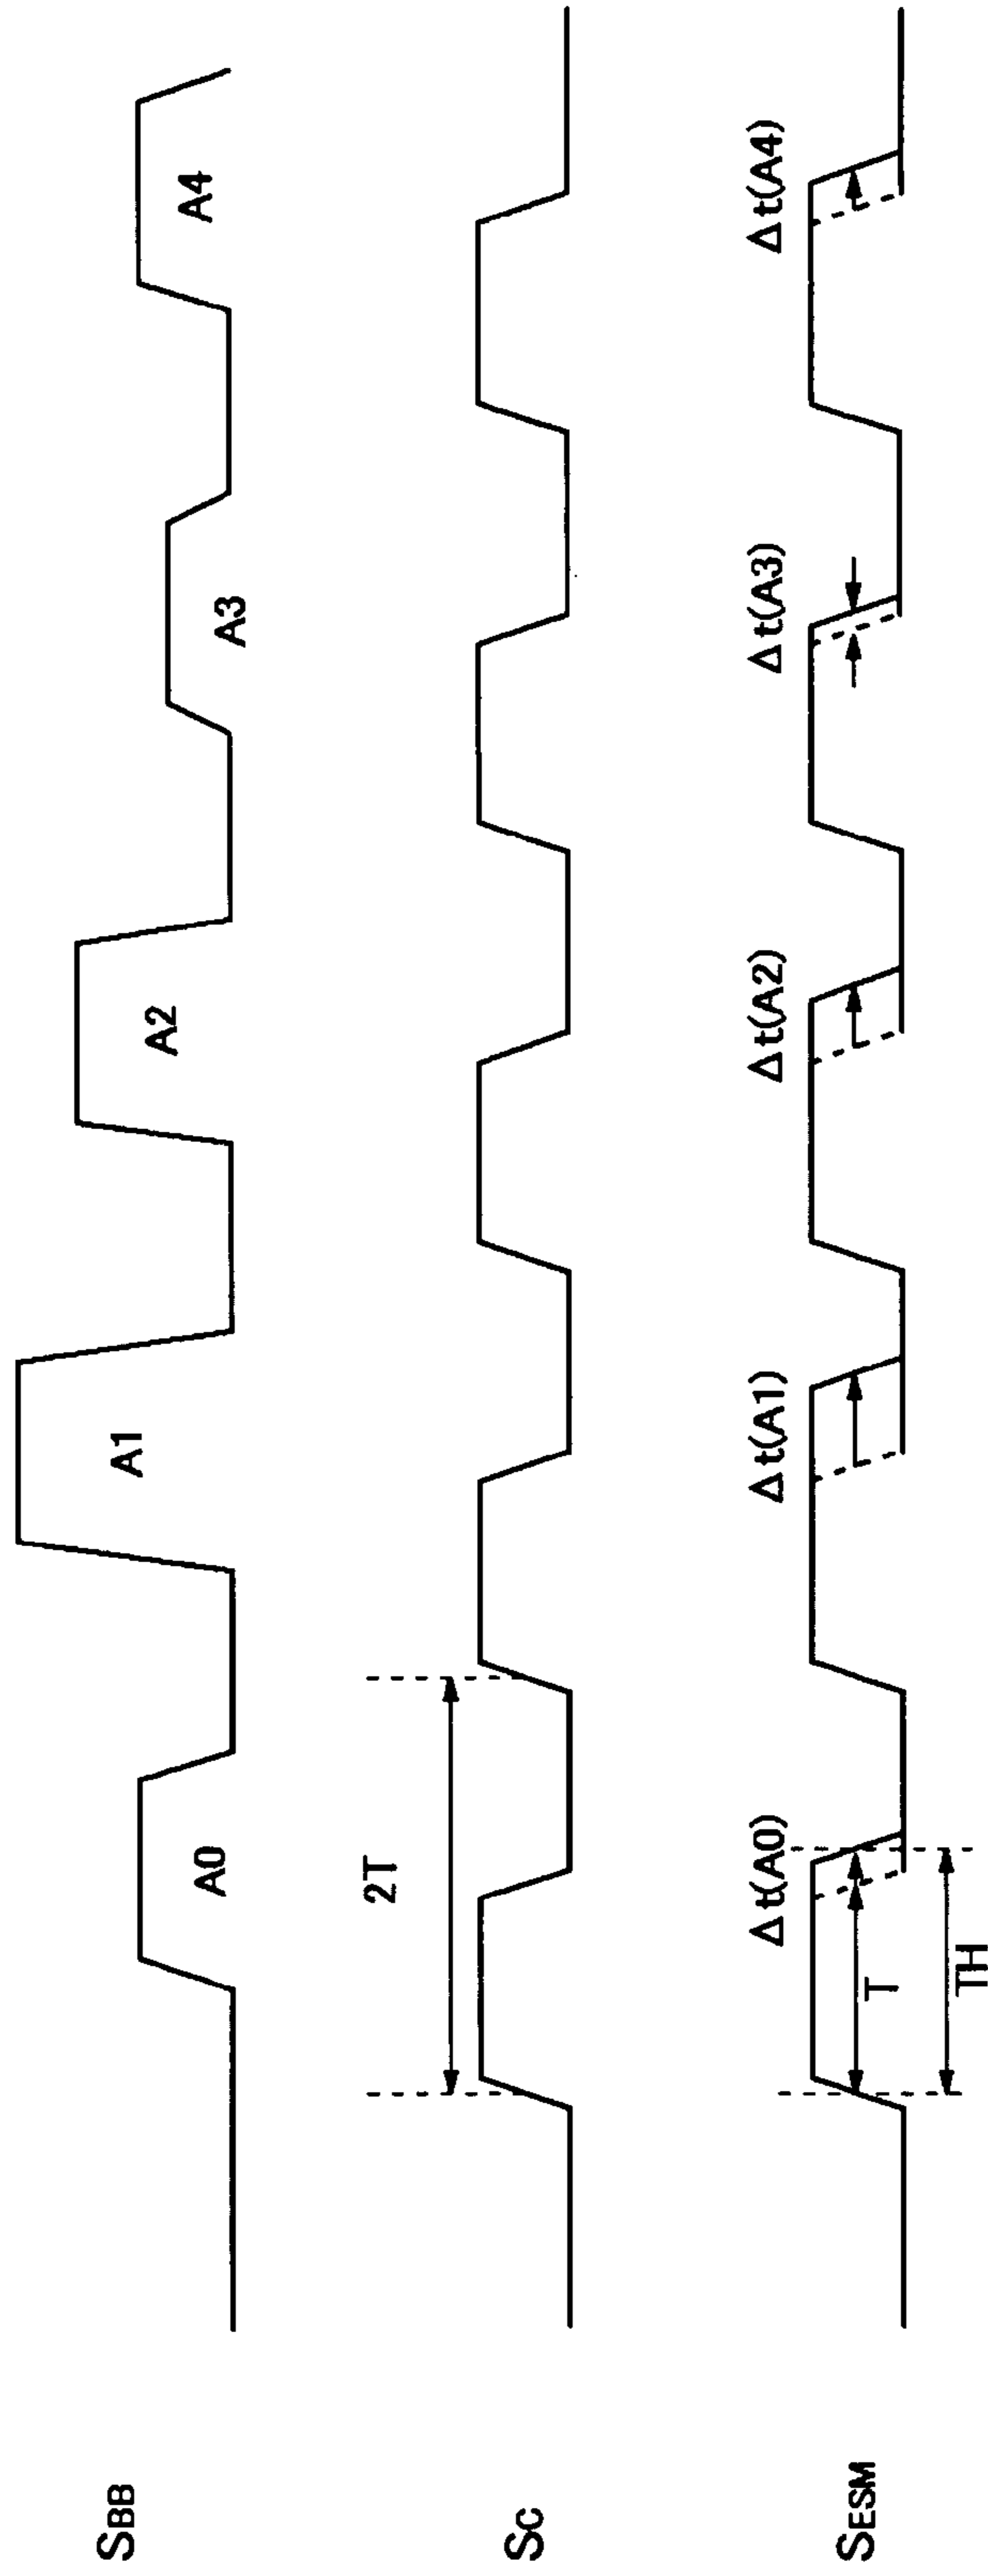 SBB
A0
A1
A2
A3
A4
SC
2T
SESM
Δt(A0)
Δt(A1)
Δt(A2)
Δt(A3)
Δt(A4)
T
TH